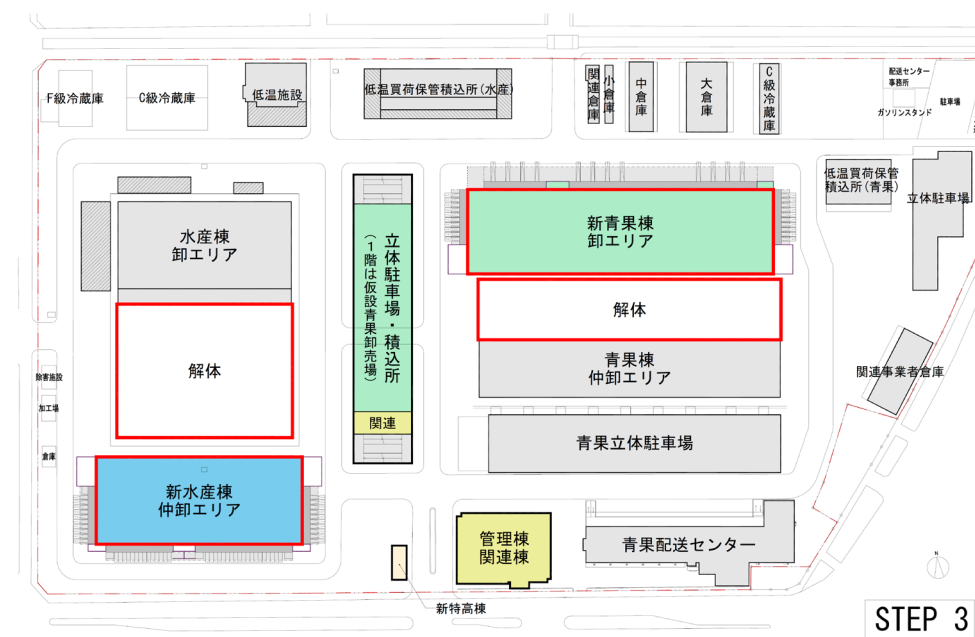 F級冷蔵庫
C級冷蔵庫
低温施設
低温買荷保管積込所(水産)
関連倉庫
小倉庫
中倉庫
大倉庫
C級冷蔵庫
配送センター
事務所
ガソリンスタンド
駐車場
水産棟
卸エリア
立体駐車場・積込所
(1階は仮設青果卸売場)
新青果棟
卸エリア
低温買荷保管
積込所(青果)
立体駐車場
解体
解体
青果棟
仲卸エリア
関連事業者倉庫
除害施設
加工場
倉庫
関連
青果立体駐車場
新水産棟
仲卸エリア
管理棟
関連棟
青果配送センター
新特高棟
N
STEP 3